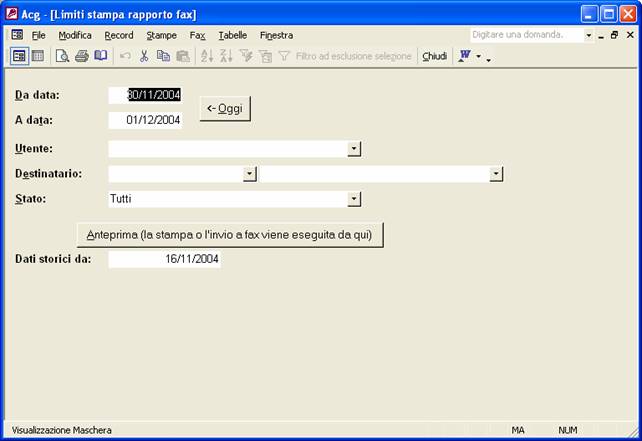 Acg - [Limiti stampa rapporto fax]
File Modifica Record Stampe Fax Tabelle Finestra Digitare una domanda.
Filtro ad esclusione selezione Chiudi W
Da data: 30/11/2004
<- Oggi
A data: 01/12/2004
Utente:
Destinatario:
Stato: Tutti
Anteprima (la stampa o l'invio a fax viene eseguita da qui)
Dati storici da: 16/11/2004
Visualizzazione Maschera MA NUM